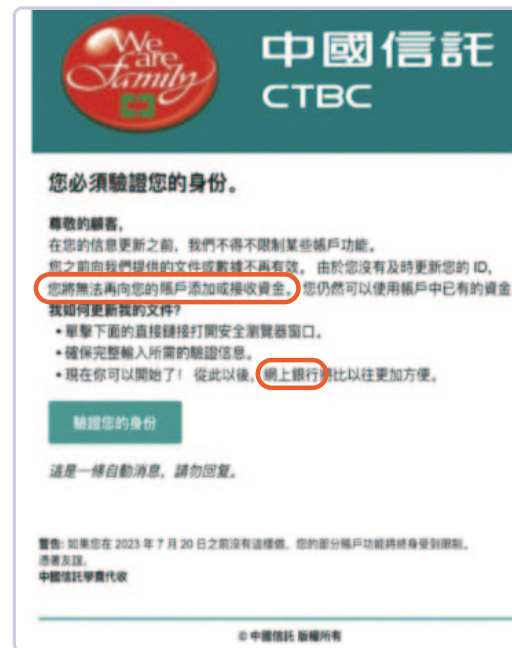 We
are
Family
中國信託
CTBC
您必須驗證您的身份。
尊敬的顧客，
在您的信息更新之前，我們不得不限制某些帳戶功能。
您之前向我們提供的文件或數據不再有效。 由於您沒有及時更新您的 ID，
您將無法再向您的賬戶添加或接收資金。 您仍然可以使用帳戶中已有的資金
我如何更新我的文件?
• 單擊下面的直接鏈接打開安全瀏覽器窗口。
• 確保完整輸入所需的驗證信息。
• 現在你可以開始了! 從此以後，網上銀行將比以往更加方便。
驗證您的身份
這是一條自動消息，請勿回复。
警告: 如果您在 2023 年 7 月 20 日之前沒有這樣做，您的部分賬戶功能將終身受到限制。
憑著友誼，
中國信託學費代收
© 中國信託 版權所有